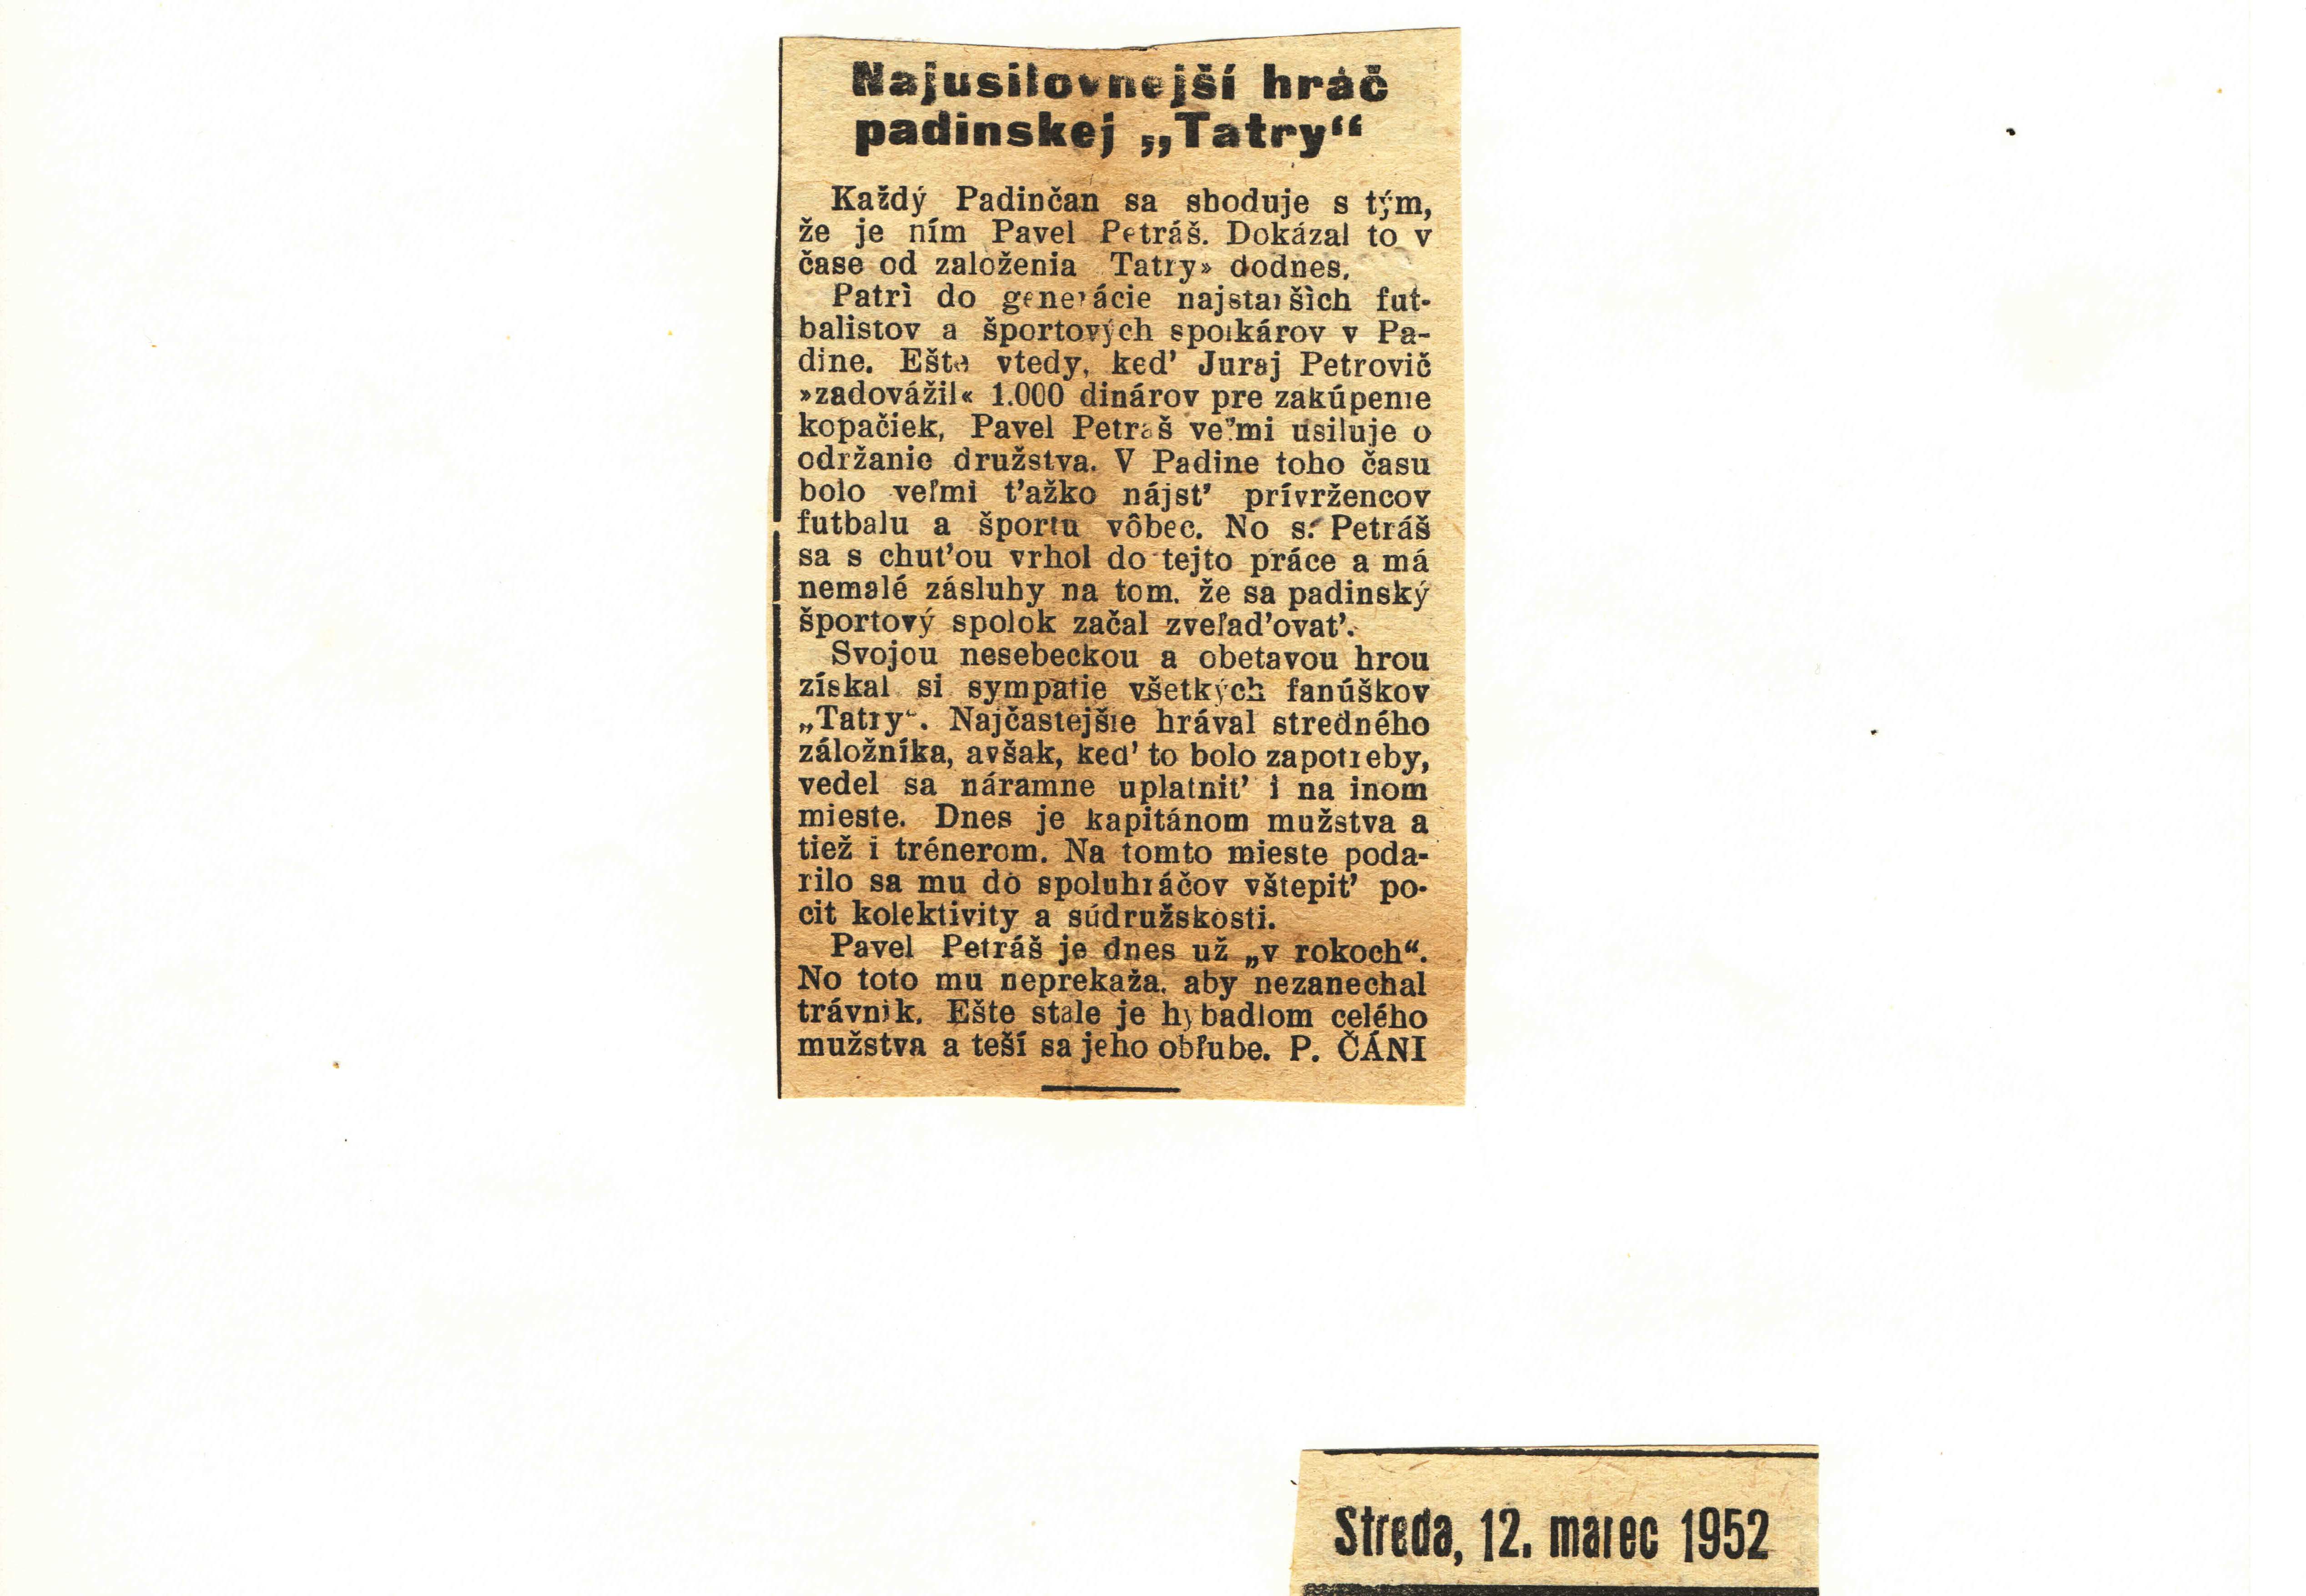 Najusilovnejší hráč
padinskej „Tatry“
Každý Padinčan sa shoduje s tým,
že je ním Pavel Petráš. Dokázal to v
čase od založenia Tatry» dodnes.
Patrì do generácie najstaršìch fut-
balistov a športových spolkárov v Pa-
dine. Ešte vtedy, keď Juraj Petrovič
»zadovážil« 1.000 dinárov pre zakúpenie
kopačiek, Pavel Petráš veľmi usiluje o
održanie družstva. V Padine toho času
bolo veľmi ťažko nájsť prívržencov
futbalu a športu vôbec. No s. Petráš
sa s chuťou vrhol do tejto práce a má
nemalé zásluhy na tom, že sa padinský
športový spolok začal zveľaďovať.
Svojou nesebeckou a obetavou hrou
získal si sympatie všetkých fanúškov
„Tatry“. Najčastejšie hrával stredného
záložníka, avšak, keď to bolo zapotreby,
vedel sa náramne uplatniť i na inom
mieste. Dnes je kapitánom mužstva a
tiež i trénerom. Na tomto mieste poda-
rilo sa mu do spoluhráčov vštepiť po-
cit kolektivity a súdružskosti.
Pavel Petráš je dnes už „v rokoch“.
No toto mu neprekaža, aby nezanechal
trávnik. Ešte stale je hybadlom celého
mužstva a teší sa jeho obľube. P. ČÁNI
Streda, 12. marec 1952